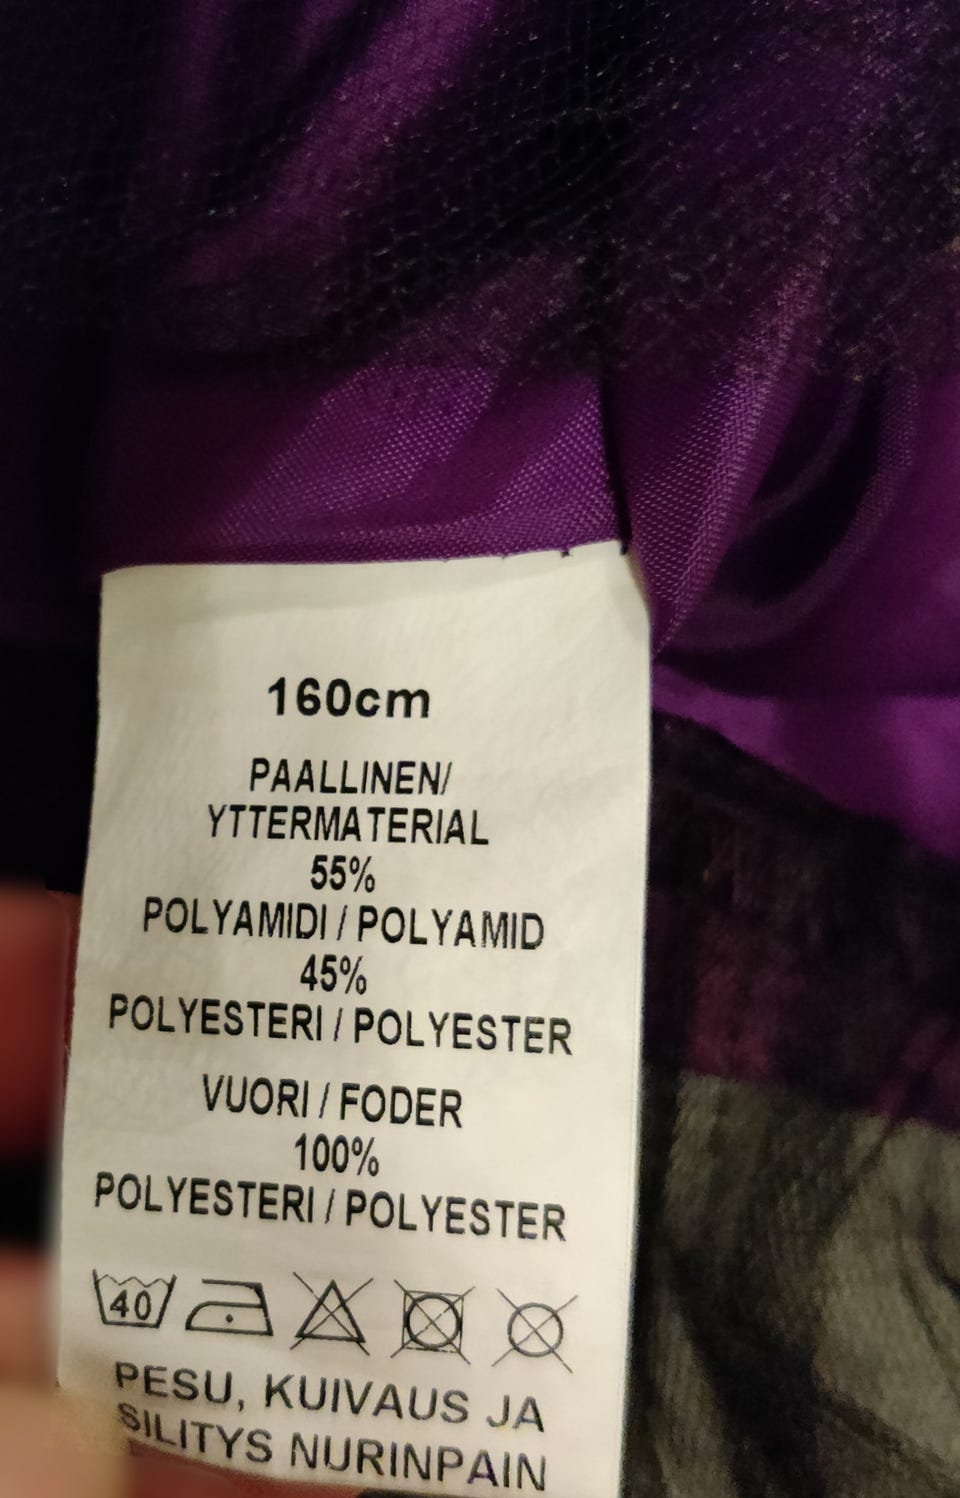 160cm
PAALLINEN/
YTTERMATERIAL
55%
POLYAMIDI / POLYAMID
45%
POLYESTERI / POLYESTER
VUORI / FODER
100%
POLYESTERI / POLYESTER
40
PESU, KUIVAUS JA
SILITYS NURINPAIN